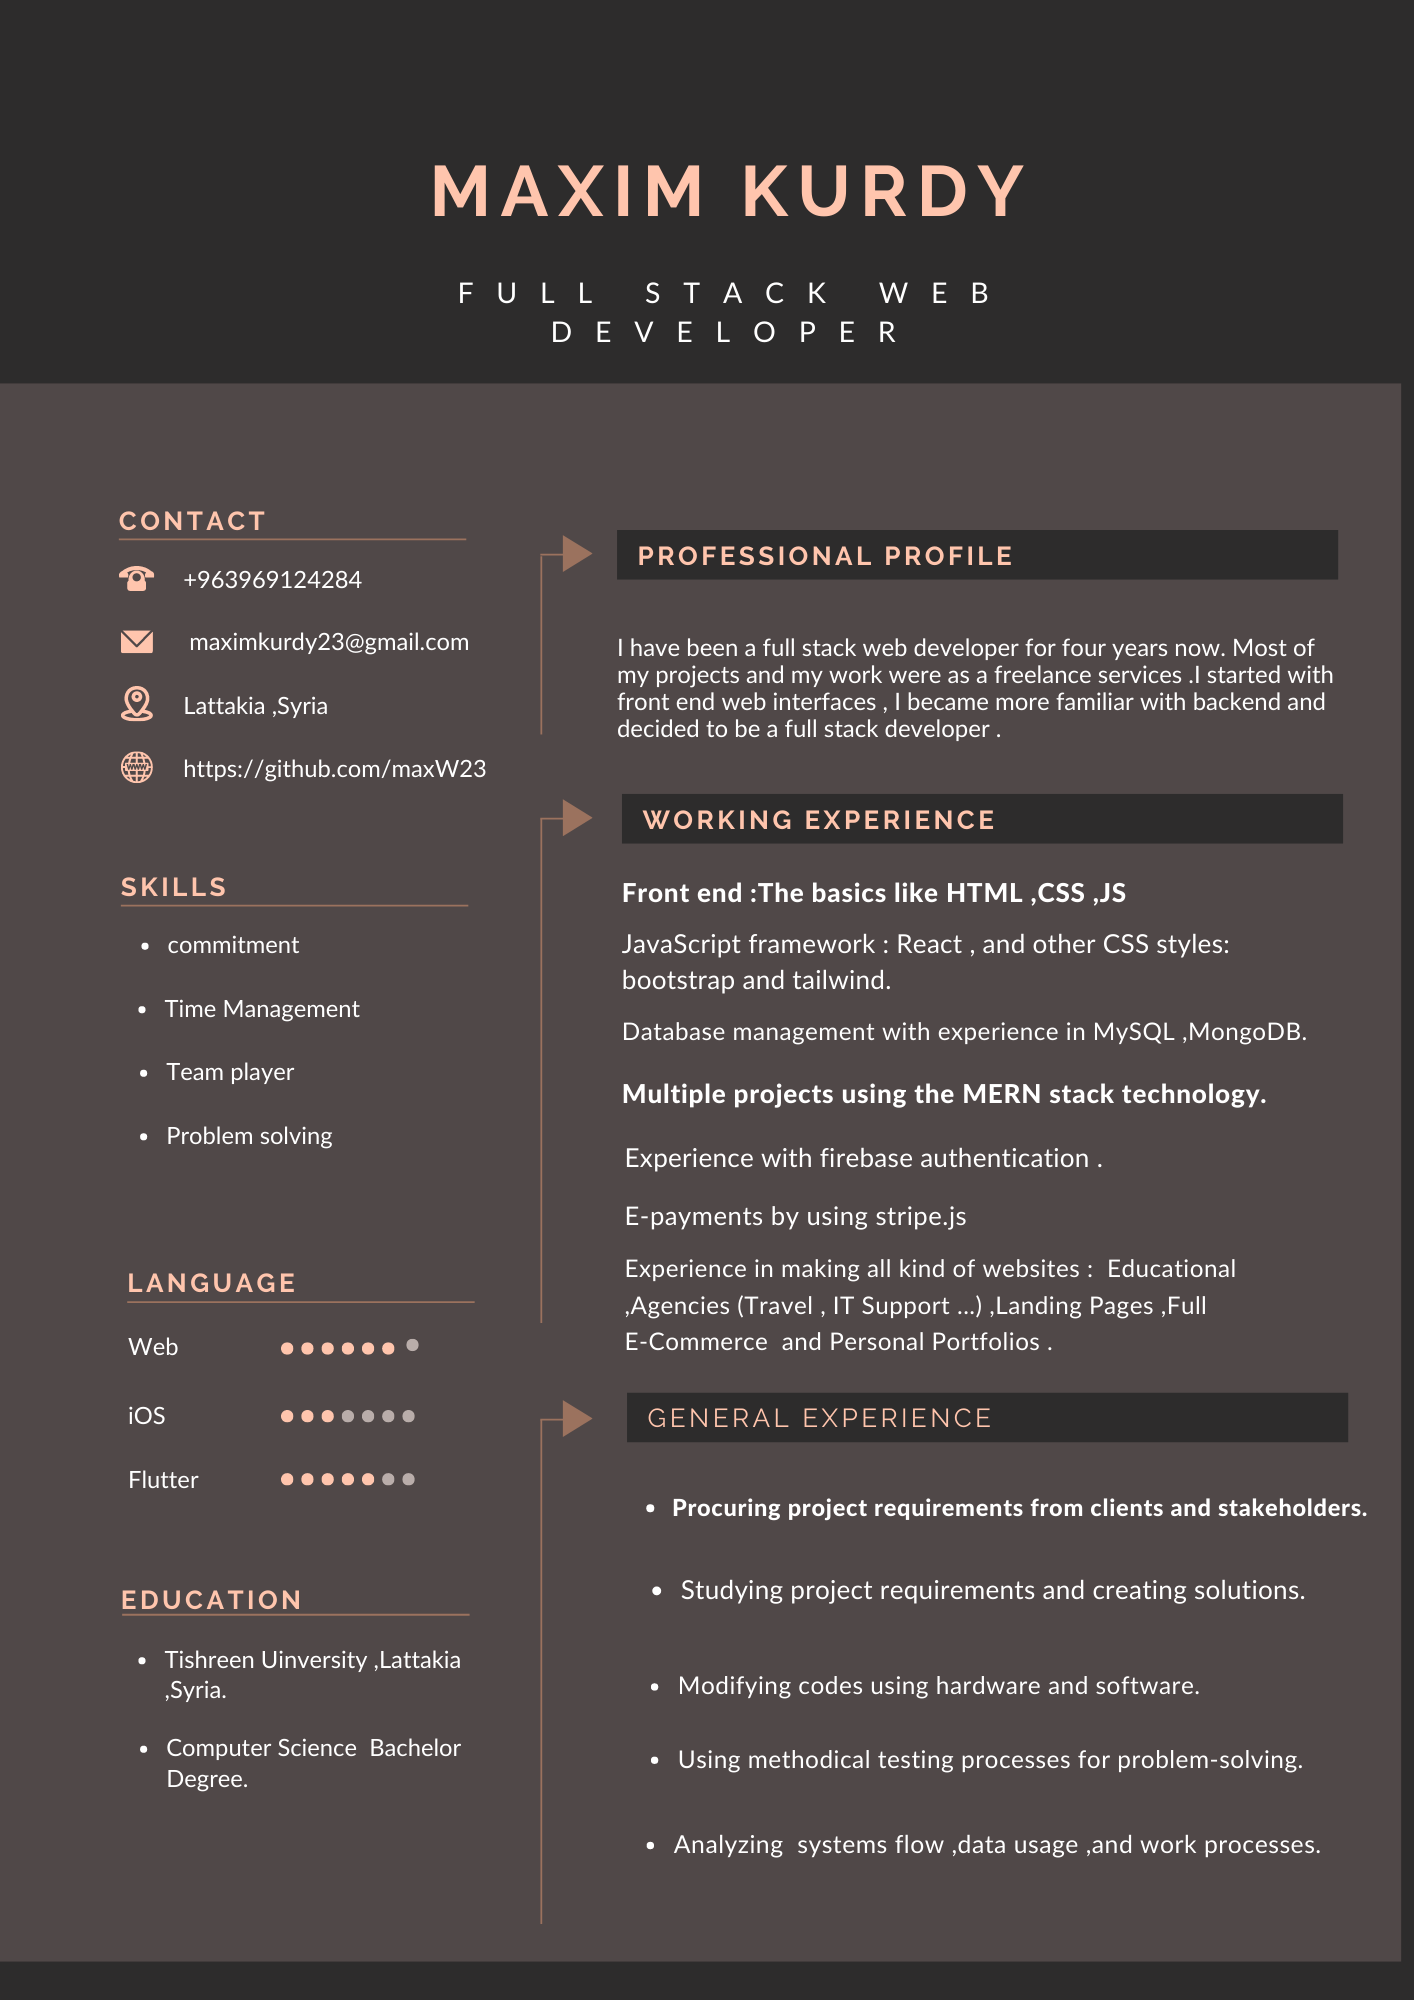 MAXIM KURDY
FULL STACK WEB
DEVELOPER
CONTACT
+963969124284
maximkurdy23@gmail.com
Lattakia ,Syria
https://github.com/maxW23
SKILLS
• commitment
• Time Management
• Team player
• Problem solving
LANGUAGE
Web
iOS
Flutter
EDUCATION
• Tishreen Uinversity ,Lattakia
,Syria.
• Computer Science  Bachelor
Degree.
PROFESSIONAL PROFILE
I have been a full stack web developer for four years now. Most of
my projects and my work were as a freelance services .I started with
front end web interfaces , I became more familiar with backend and
decided to be a full stack developer .
WORKING EXPERIENCE
Front end :The basics like HTML ,CSS ,JS
JavaScript framework : React , and other CSS styles:
bootstrap and tailwind.
Database management with experience in MySQL ,MongoDB.
Multiple projects using the MERN stack technology.
Experience with firebase authentication .
E-payments by using stripe.js
Experience in making all kind of websites :  Educational
,Agencies (Travel , IT Support ...) ,Landing Pages ,Full
E-Commerce  and Personal Portfolios .
GENERAL EXPERIENCE
• Procuring project requirements from clients and stakeholders.
• Studying project requirements and creating solutions.
• Modifying codes using hardware and software.
• Using methodical testing processes for problem-solving.
• Analyzing  systems flow ,data usage ,and work processes.